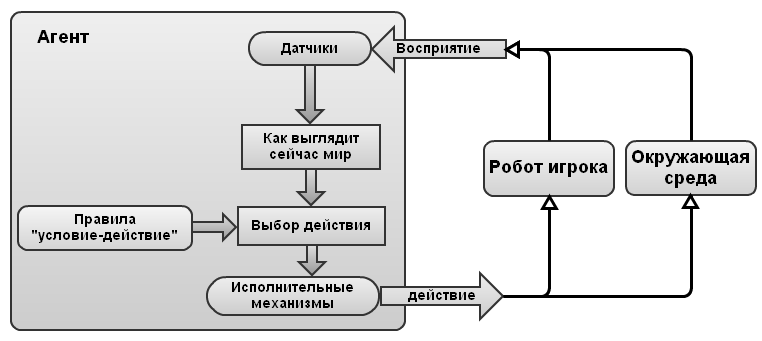 Агент
Датчики
Восприятие
Как выглядит
сейчас мир
Робот игрока
Окружающая
среда
Правила
"условие-действие"
Выбор действия
Исполнительные
механизмы
действие